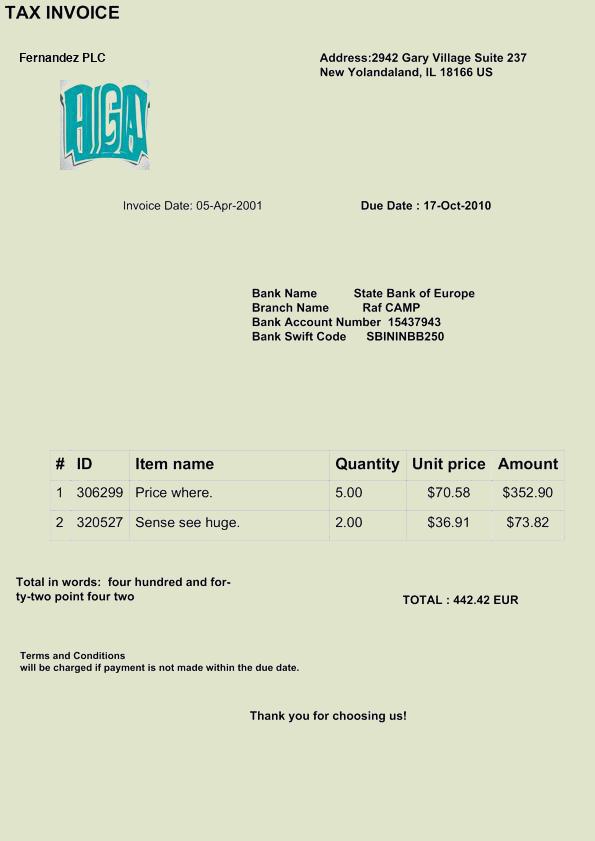 TAX INVOICE
Fernandez PLC
Address:2942 Gary Village Suite 237
New Yolandaland, IL 18166 US
AGA
Invoice Date: 05-Apr-2001
Due Date : 17-Oct-2010
Bank Name State Bank of Europe
Branch Name Raf CAMP
Bank Account Number 15437943
Bank Swift Code SBININBB250
# ID Item name Quantity Unit price Amount
1 306299 Price where. 5.00 $70.58 $352.90
2 320527 Sense see huge. 2.00 $36.91 $73.82
Total in words: four hundred and for-
ty-two point four two
TOTAL : 442.42 EUR
Terms and Conditions
will be charged if payment is not made within the due date.
Thank you for choosing us!